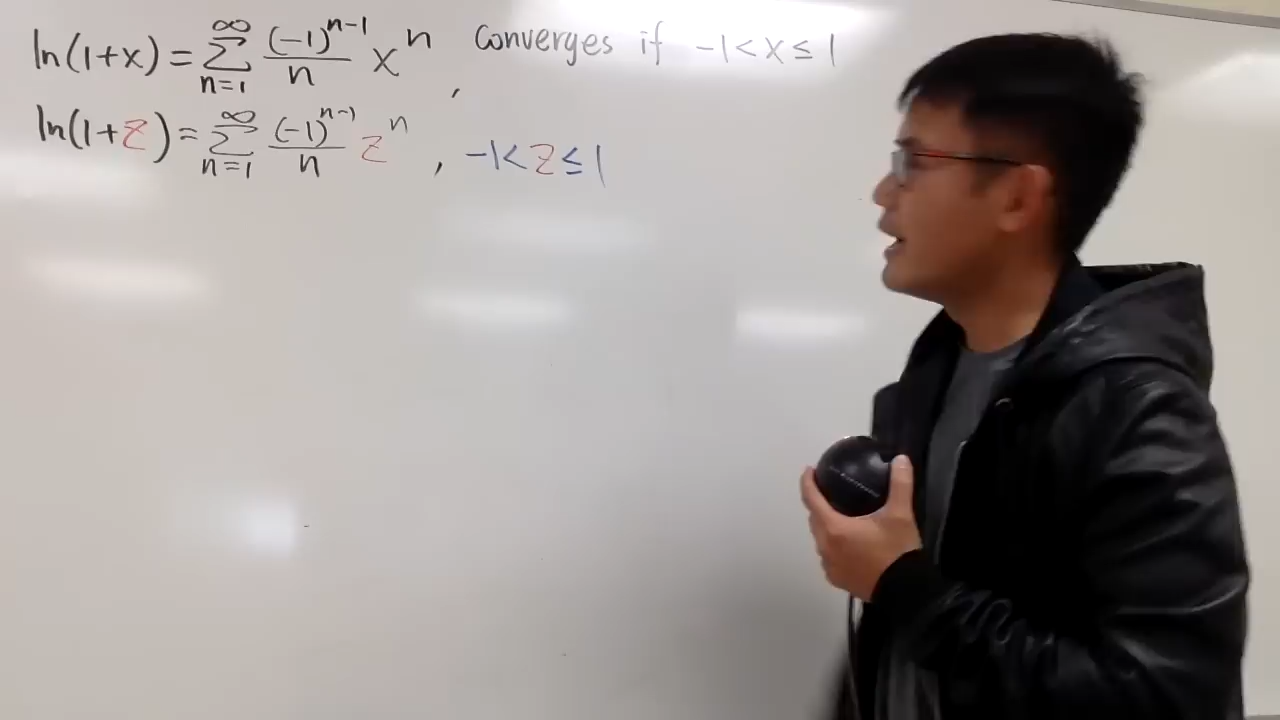 ln(1+x) = ∞ Σ n=1 (-1)^(n-1)/n x^n , Converges if -1 < x ≤ 1
ln(1+z) = ∞ Σ n=1 (-1)^(n-1)/n z^n , -1 < z ≤ 1